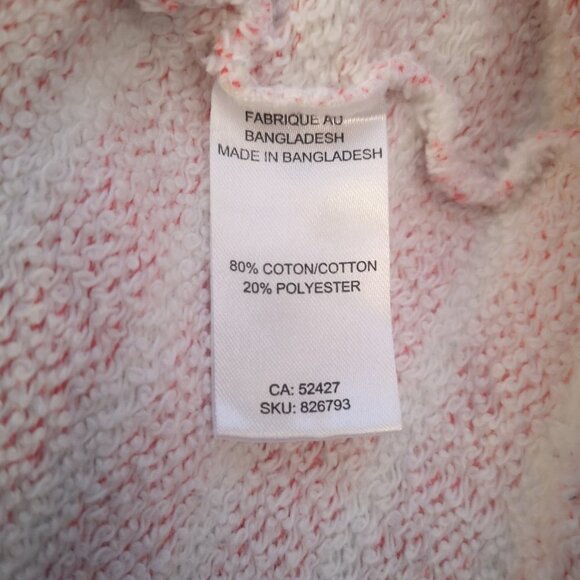 FABRIQUE AU
BANGLADESH
MADE IN BANGLADESH
80% COTON/COTTON
20% POLYESTER
CA: 52427
SKU: 826793